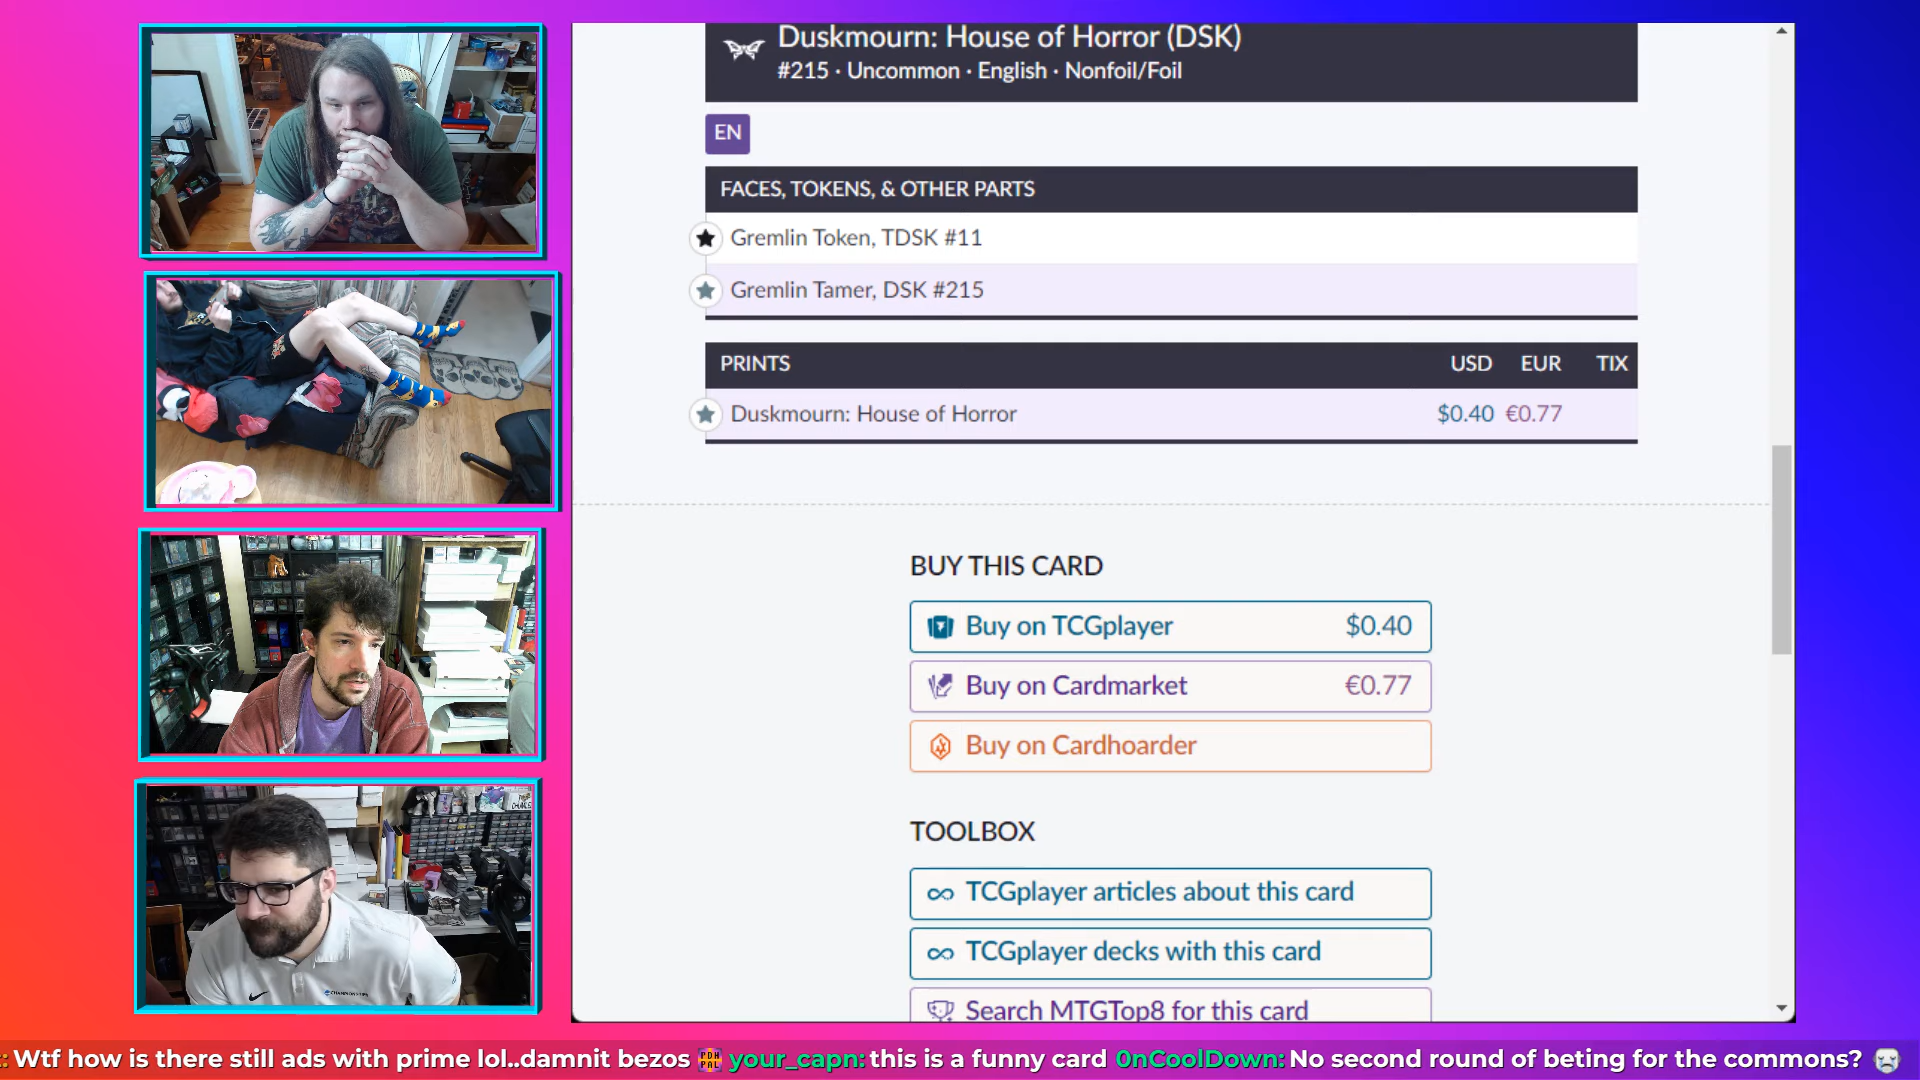 Duskmourn: House of Horror (DSK)
#215 · Uncommon · English · Nonfoil/Foil
EN
FACES, TOKENS, & OTHER PARTS
Gremlin Token, TDSK #11
Gremlin Tamer, DSK #215
PRINTS USD EUR TIX
Duskmourn: House of Horror $0.40 €0.77
BUY THIS CARD
Buy on TCGplayer $0.40
Buy on Cardmarket €0.77
Buy on Cardhoarder
TOOLBOX
TCGplayer articles about this card
TCGplayer decks with this card
Search MTGTop8 for this card
: Wtf how is there still ads with prime lol..damnit bezos PDH PAL your_capn: this is a funny card 0nCoolDown: No second round of beting for the commons?